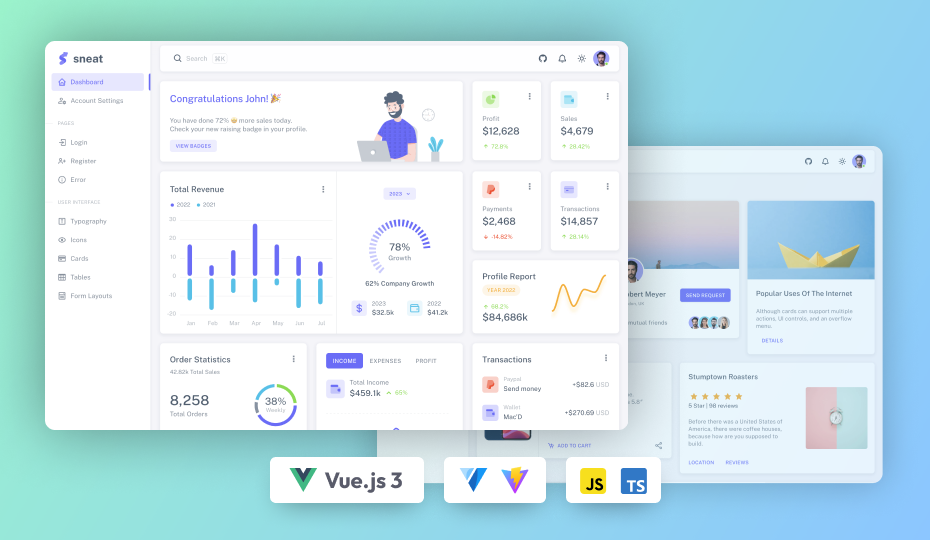 sneat
Search ⌘K
Dashboard
Account Settings
PAGES
Login
Register
Error
USER INTERFACE
Typography
Icons
Cards
Tables
Form Layouts
Congratulations John! 🎉
You have done 72% 🤩 more sales today.
Check your new raising badge in your profile.
VIEW BADGES
Profit
$12,628
72.8%
Sales
$4,679
28.42%
Total Revenue
2022 2021
30
20
10
0
-10
-20
Jan Feb Mar Apr May Jun Jul
2023
78%
Growth
62% Company Growth
2023
$32.5k
2022
$41.2k
Payments
$2,468
-14.82%
Transactions
$14,857
28.14%
Profile Report
YEAR 2022
68.2%
$84,686k
Order Statistics
42.82k Total Sales
8,258
Total Orders
38%
Weekly
INCOME EXPENSES PROFIT
Total Income
$459.1k 65%
Transactions
Paypal
Send money
+$82.6 USD
Wallet
Mac'D
+$270.69 USD
bert Meyer
SEND REQUEST
mutual friends
Popular Uses Of The Internet
Although cards can support multiple
actions, UI controls, and an overflow
menu.
DETAILS
ADD TO CART
Stumptown Roasters
5 Star | 98 reviews
Before there was a United States of
America, there were coffee houses,
because how are you supposed to
build.
LOCATION REVIEWS
Vue.js 3
JS
TS